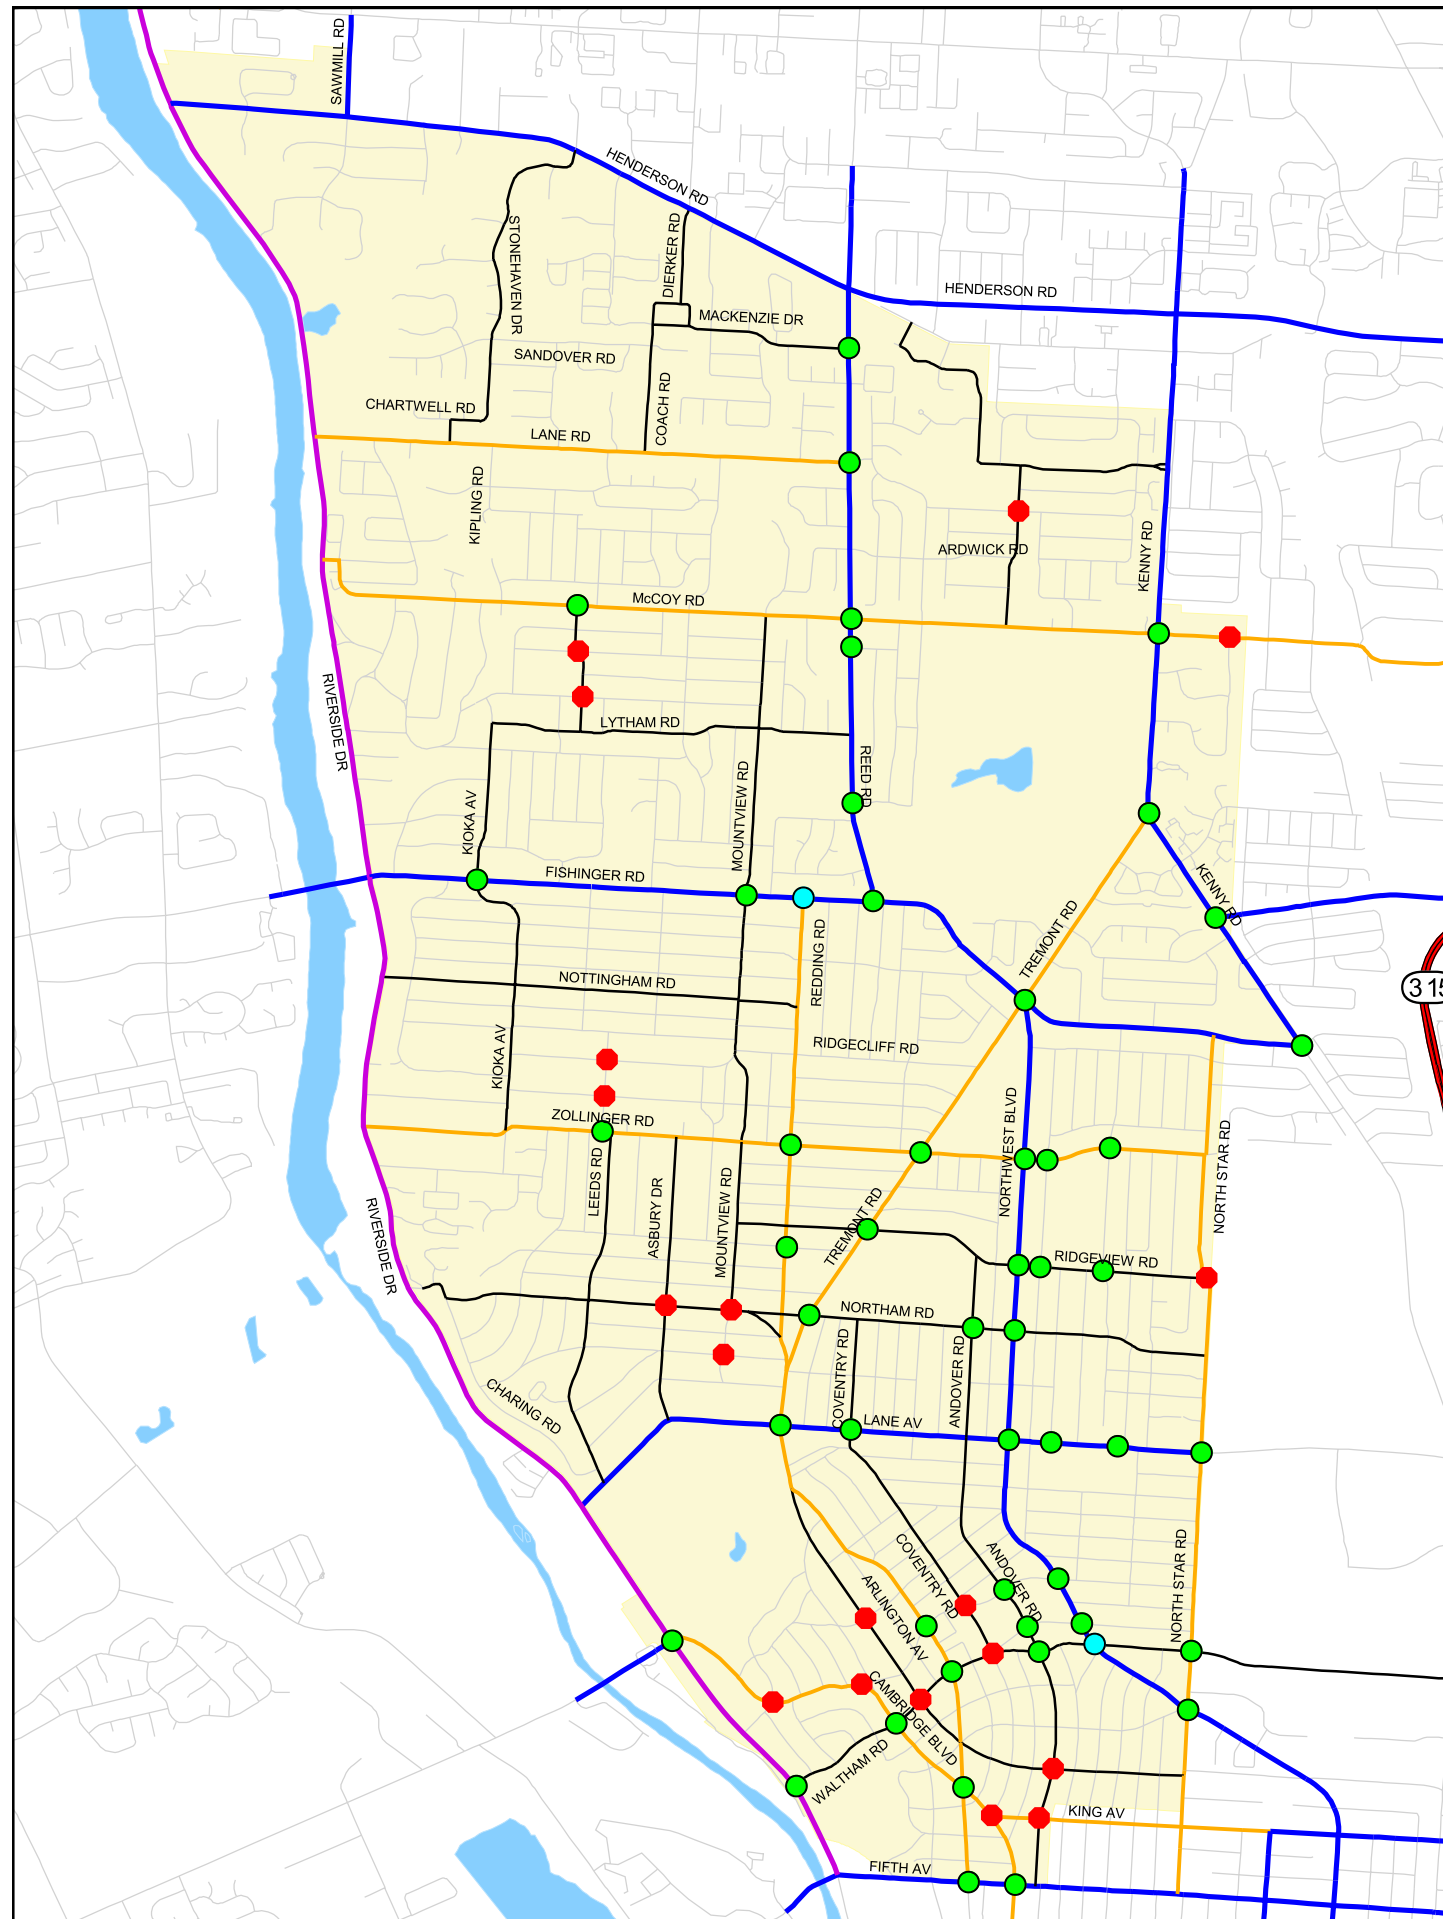 SAWMILL RD
HENDERSON RD
STONEHAVEN DR
DIERKER RD
HENDERSON RD
MACKENZIE DR
SANDOVER RD
COACH RD
CHARTWELL RD
LANE RD
KIPLING RD
ARDWICK RD
KENNY RD
McCOY RD
RIVERSIDE DR
LYTHAM RD
REED RD
MOUNTVIEW RD
KIOKA AV
FISHINGER RD
KENNY RD
TREMONT RD
REDDING RD
NOTTINGHAM RD
315
RIDGECLIFF RD
KIOKA AV
ZOLLINGER RD
NORTHWEST BLVD
NORTH STAR RD
LEEDS RD
ASBURY DR
MOUNTVIEW RD
TREMONT RD
RIVERSIDE DR
RIDGEVIEW RD
NORTHAM RD
COVENTRY RD
ANDOVER RD
CHARING RD
LANE AV
COVENTRY RD
ANDOVER RD
NORTH STAR RD
ARLINGTON AV
CAMBRIDGE BLVD
WALTHAM RD
KING AV
FIFTH AV